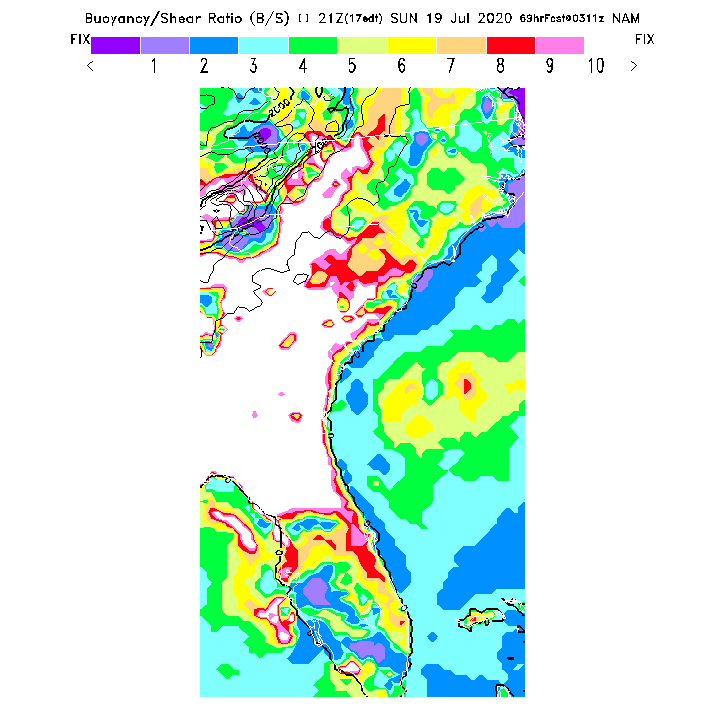 Buoyancy/Shear Ratio (B/S) [] 21Z(17edt) SUN 19 Jul 2020 69hrFcst@0311z NAM
FIX FIX
< 1 2 3 4 5 6 7 8 9 10 >
2000